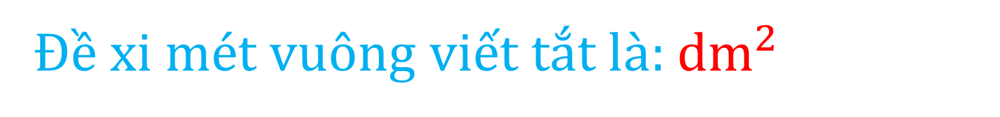 Đề xi mét vuông viết tắt là: dm²